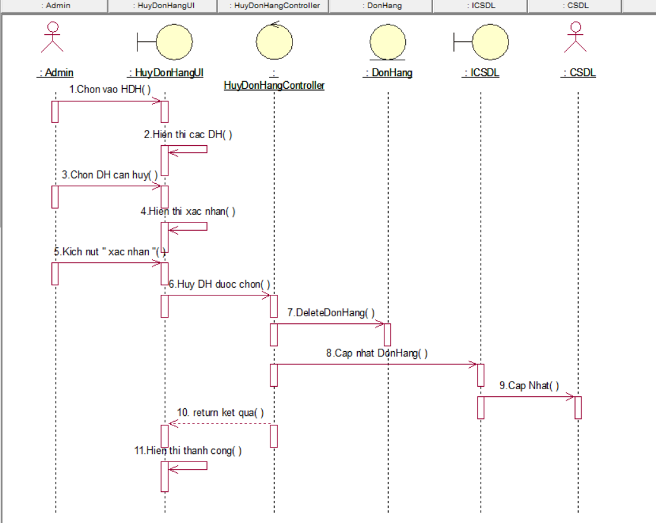 : Admin
: HuyDonHangUI
: HuyDonHangController
: DonHang
: ICSDL
: CSDL
: Admin
: HuyDonHangUI
:
HuyDonHangController
: DonHang
: ICSDL
: CSDL
1.Chon vao HDH( )
2.Hien thi cac DH( )
3.Chon DH can huy( )
4.Hien thi xac nhan( )
5.Kich nut " xac nhan "( )
6.Huy DH duoc chon( )
7.DeleteDonHang( )
8.Cap nhat DonHang( )
9.Cap Nhat( )
10. return ket qua( )
11.Hien thi thanh cong( )